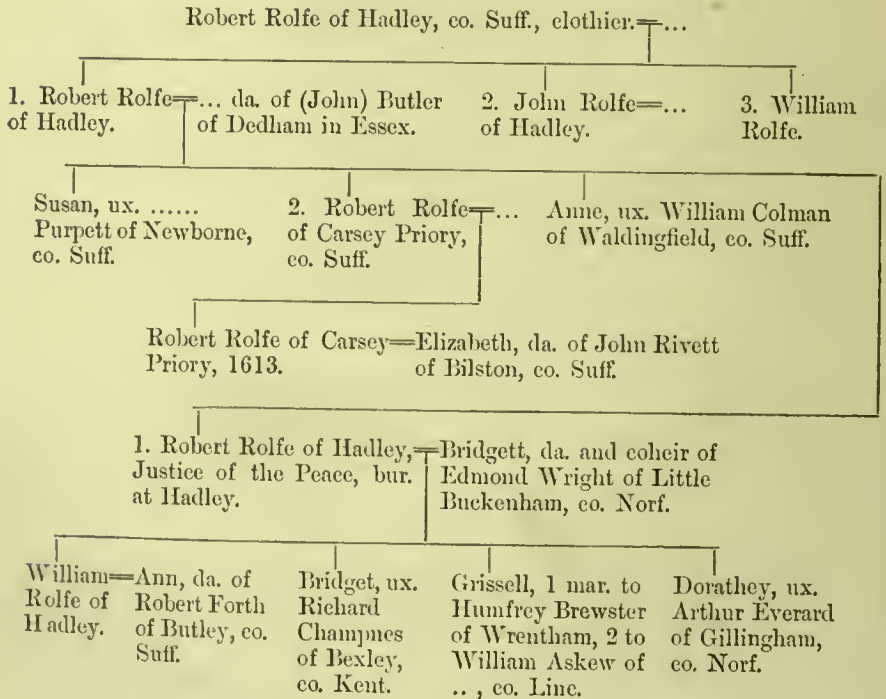 Robert Rolfe of Hadley, co. Suff., clothier.=...
1. Robert Rolfe=... da. of (John) Butler
of Hadley. of Dedham in Essex.
2. John Rolfe=...
of Hadley.
3. William
Rolfe.
Susan, ux. ......
Purpett of Newborne,
co. Suff.
2. Robert Rolfe=...
of Carsey Priory,
co. Suff.
Anne, ux. William Colman
of Waldingfield, co. Suff.
Robert Rolfe of Carsey=Elizabeth, da. of John Rivett
Priory, 1613. of Bilston, co. Suff.
1. Robert Rolfe of Hadley,=Bridgett, da. and coheir of
Justice of the Peace, bur. Edmond Wright of Little
at Hadley. Buckenham, co. Norf.
William=Ann, da. of
Rolfe of Robert Forth
Hadley. of Butley, co.
Suff.
Bridget, ux.
Richard
Champnes
of Bexley,
co. Kent.
Grissell, 1 mar. to
Humfrey Brewster
of Wrentham, 2 to
William Askew of
.. , co. Linc.
Dorathey, ux.
Arthur Everard
of Gillingham,
co. Norf.